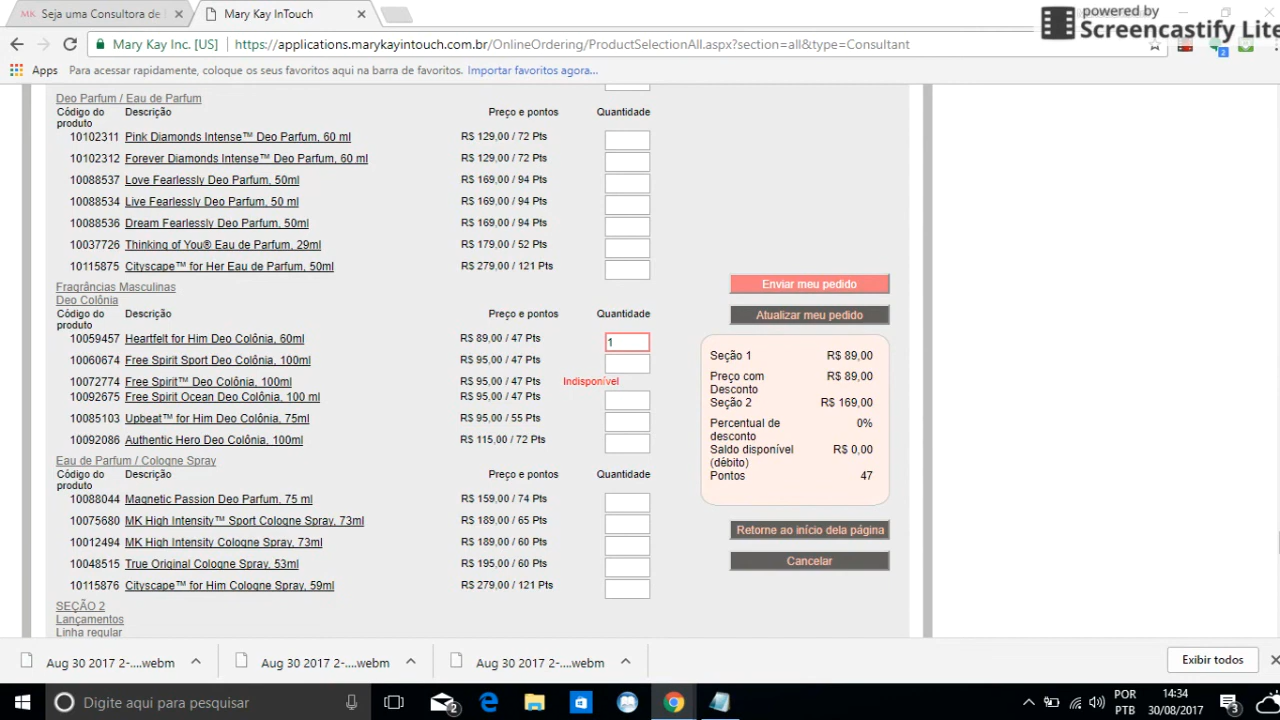 Seja uma Consultora de
Mary Kay InTouch
powered by
Screencastify Lite
Mary Kay Inc. [US]
https://applications.marykayintouch.com.br/OnlineOrdering/ProductSelectionAll.aspx?section=all&type=Consultant
2
Apps
Para acessar rapidamente, coloque os seus favoritos aqui na barra de favoritos.
Importar favoritos agora...
Deo Parfum / Eau de Parfum
Código do produto Descrição Preço e pontos Quantidade
10102311 Pink Diamonds Intense™ Deo Parfum, 60 ml R$ 129,00 / 72 Pts
10102312 Forever Diamonds Intense™ Deo Parfum, 60 ml R$ 129,00 / 72 Pts
10088537 Love Fearlessly Deo Parfum, 50ml R$ 169,00 / 94 Pts
10088534 Live Fearlessly Deo Parfum, 50 ml R$ 169,00 / 94 Pts
10088536 Dream Fearlessly Deo Parfum, 50ml R$ 169,00 / 94 Pts
10037726 Thinking of You® Eau de Parfum, 29ml R$ 179,00 / 52 Pts
10115875 Cityscape™ for Her Eau de Parfum, 50ml R$ 279,00 / 121 Pts
Fragrâncias Masculinas
Deo Colônia
Código do produto Descrição Preço e pontos Quantidade
10059457 Heartfelt for Him Deo Colônia, 60ml R$ 89,00 / 47 Pts 1
10060674 Free Spirit Sport Deo Colônia, 100ml R$ 95,00 / 47 Pts
10072774 Free Spirit™ Deo Colônia, 100ml R$ 95,00 / 47 Pts Indisponível
10092675 Free Spirit Ocean Deo Colônia, 100 ml R$ 95,00 / 47 Pts
10085103 Upbeat™ for Him Deo Colônia, 75ml R$ 95,00 / 55 Pts
10092086 Authentic Hero Deo Colônia, 100ml R$ 115,00 / 72 Pts
Eau de Parfum / Cologne Spray
Código do produto Descrição Preço e pontos Quantidade
10088044 Magnetic Passion Deo Parfum, 75 ml R$ 159,00 / 74 Pts
10075680 MK High Intensity™ Sport Cologne Spray, 73ml R$ 189,00 / 65 Pts
10012494 MK High Intensity Cologne Spray, 73ml R$ 189,00 / 60 Pts
10048515 True Original Cologne Spray, 53ml R$ 195,00 / 60 Pts
10115876 Cityscape™ for Him Cologne Spray, 59ml R$ 279,00 / 121 Pts
SEÇÃO 2
Lançamentos
Linha regular
Enviar meu pedido
Atualizar meu pedido
Seção 1 R$ 89,00
Preço com Desconto R$ 89,00
Seção 2 R$ 169,00
Percentual de desconto 0%
Saldo disponível (débito) R$ 0,00
Pontos 47
Retorne ao início dela página
Cancelar
Aug 30 2017 2-....webm
Aug 30 2017 2-....webm
Aug 30 2017 2-....webm
Exibir todos
Digite aqui para pesquisar
2
POR
PTB
14:34
30/08/2017
3